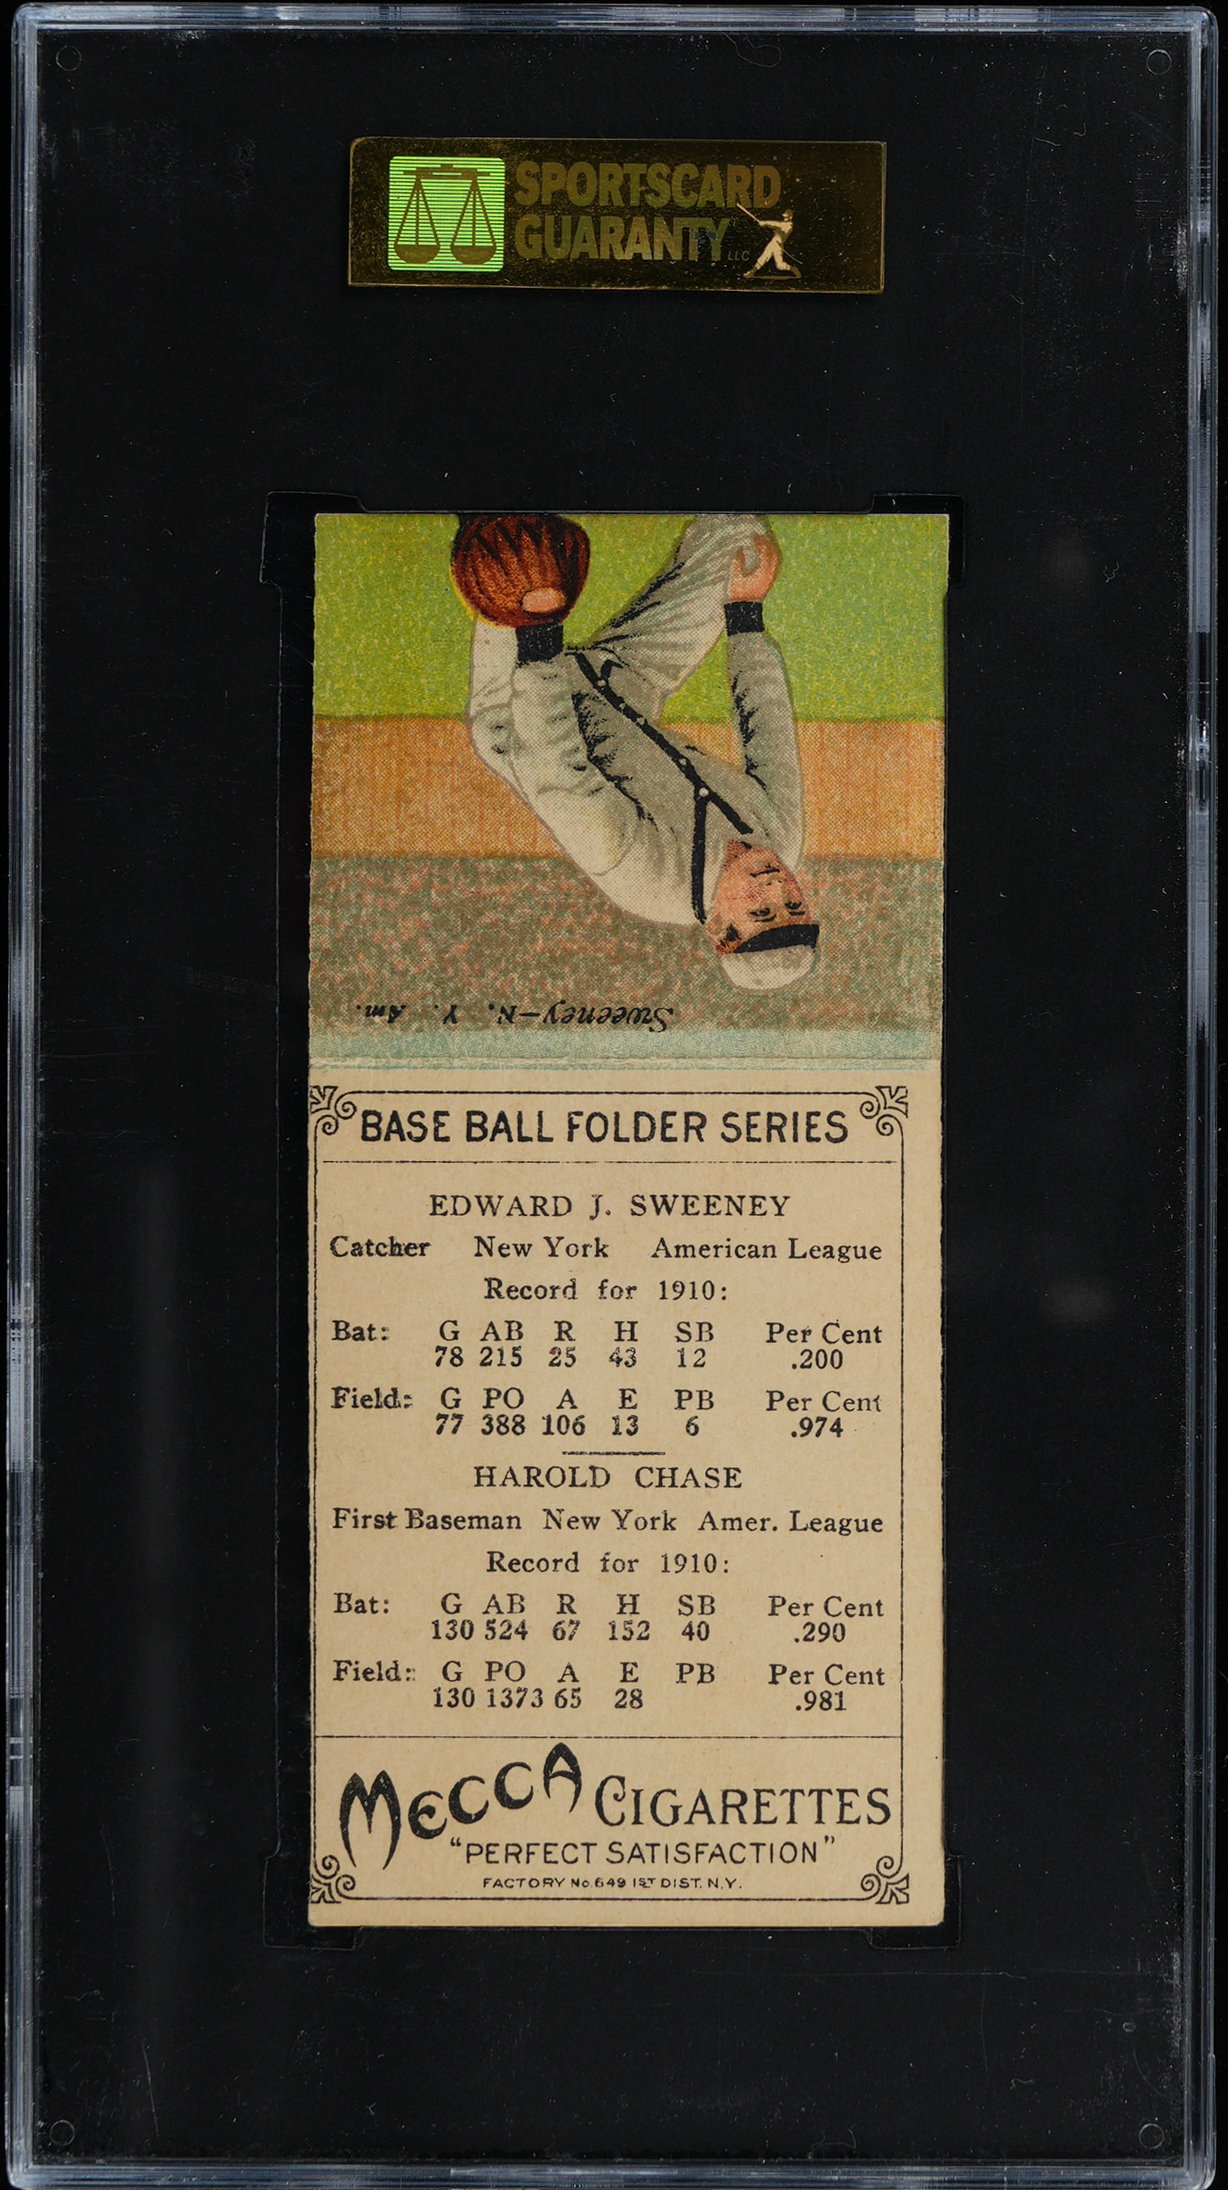 SPORTSCARD
GUARANTY LLC
Sweeney—N. Y. Am.
BASE BALL FOLDER SERIES
EDWARD J. SWEENEY
Catcher New York American League
Record for 1910:
Bat: G AB R H SB Per Cent
78 215 25 43 12 .200
Field: G PO A E PB Per Cent
77 388 106 13 6 .974
HAROLD CHASE
First Baseman New York Amer. League
Record for 1910:
Bat: G AB R H SB Per Cent
130 524 67 152 40 .290
Field: G PO A E PB Per Cent
130 1373 65 28 .981
MECCA CIGARETTES
"PERFECT SATISFACTION"
FACTORY No. 649 1ST DIST. N.Y.